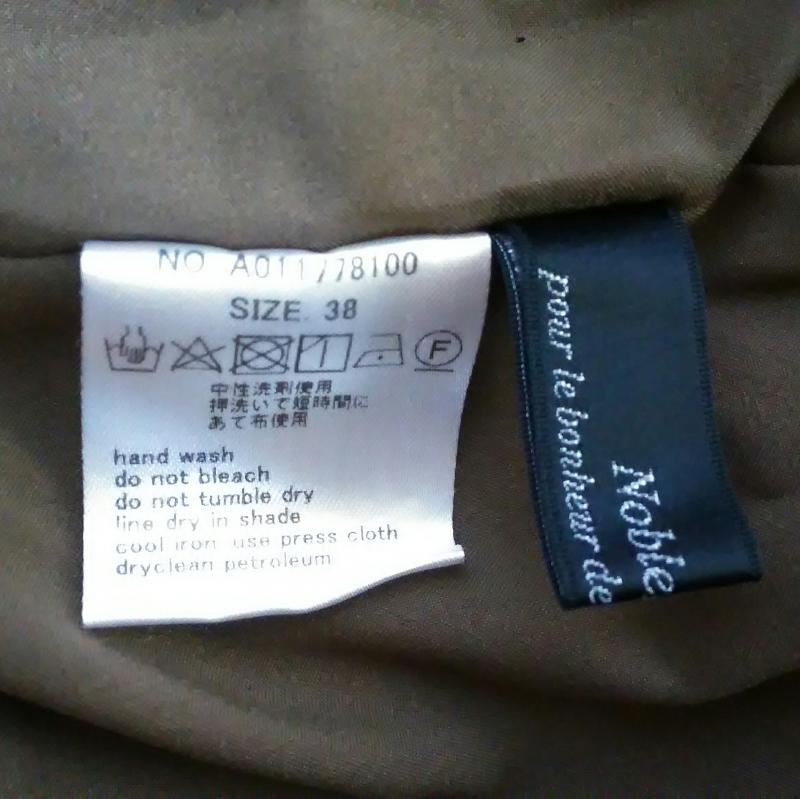 NO A011778100
SIZE. 38
F
中性洗剤使用
押洗いで短時間に
あて布使用
hand wash
do not bleach
do not tumble dry
line dry in shade
cool iron use press cloth
dryclean petroleum
Noble
pour le bonheur de